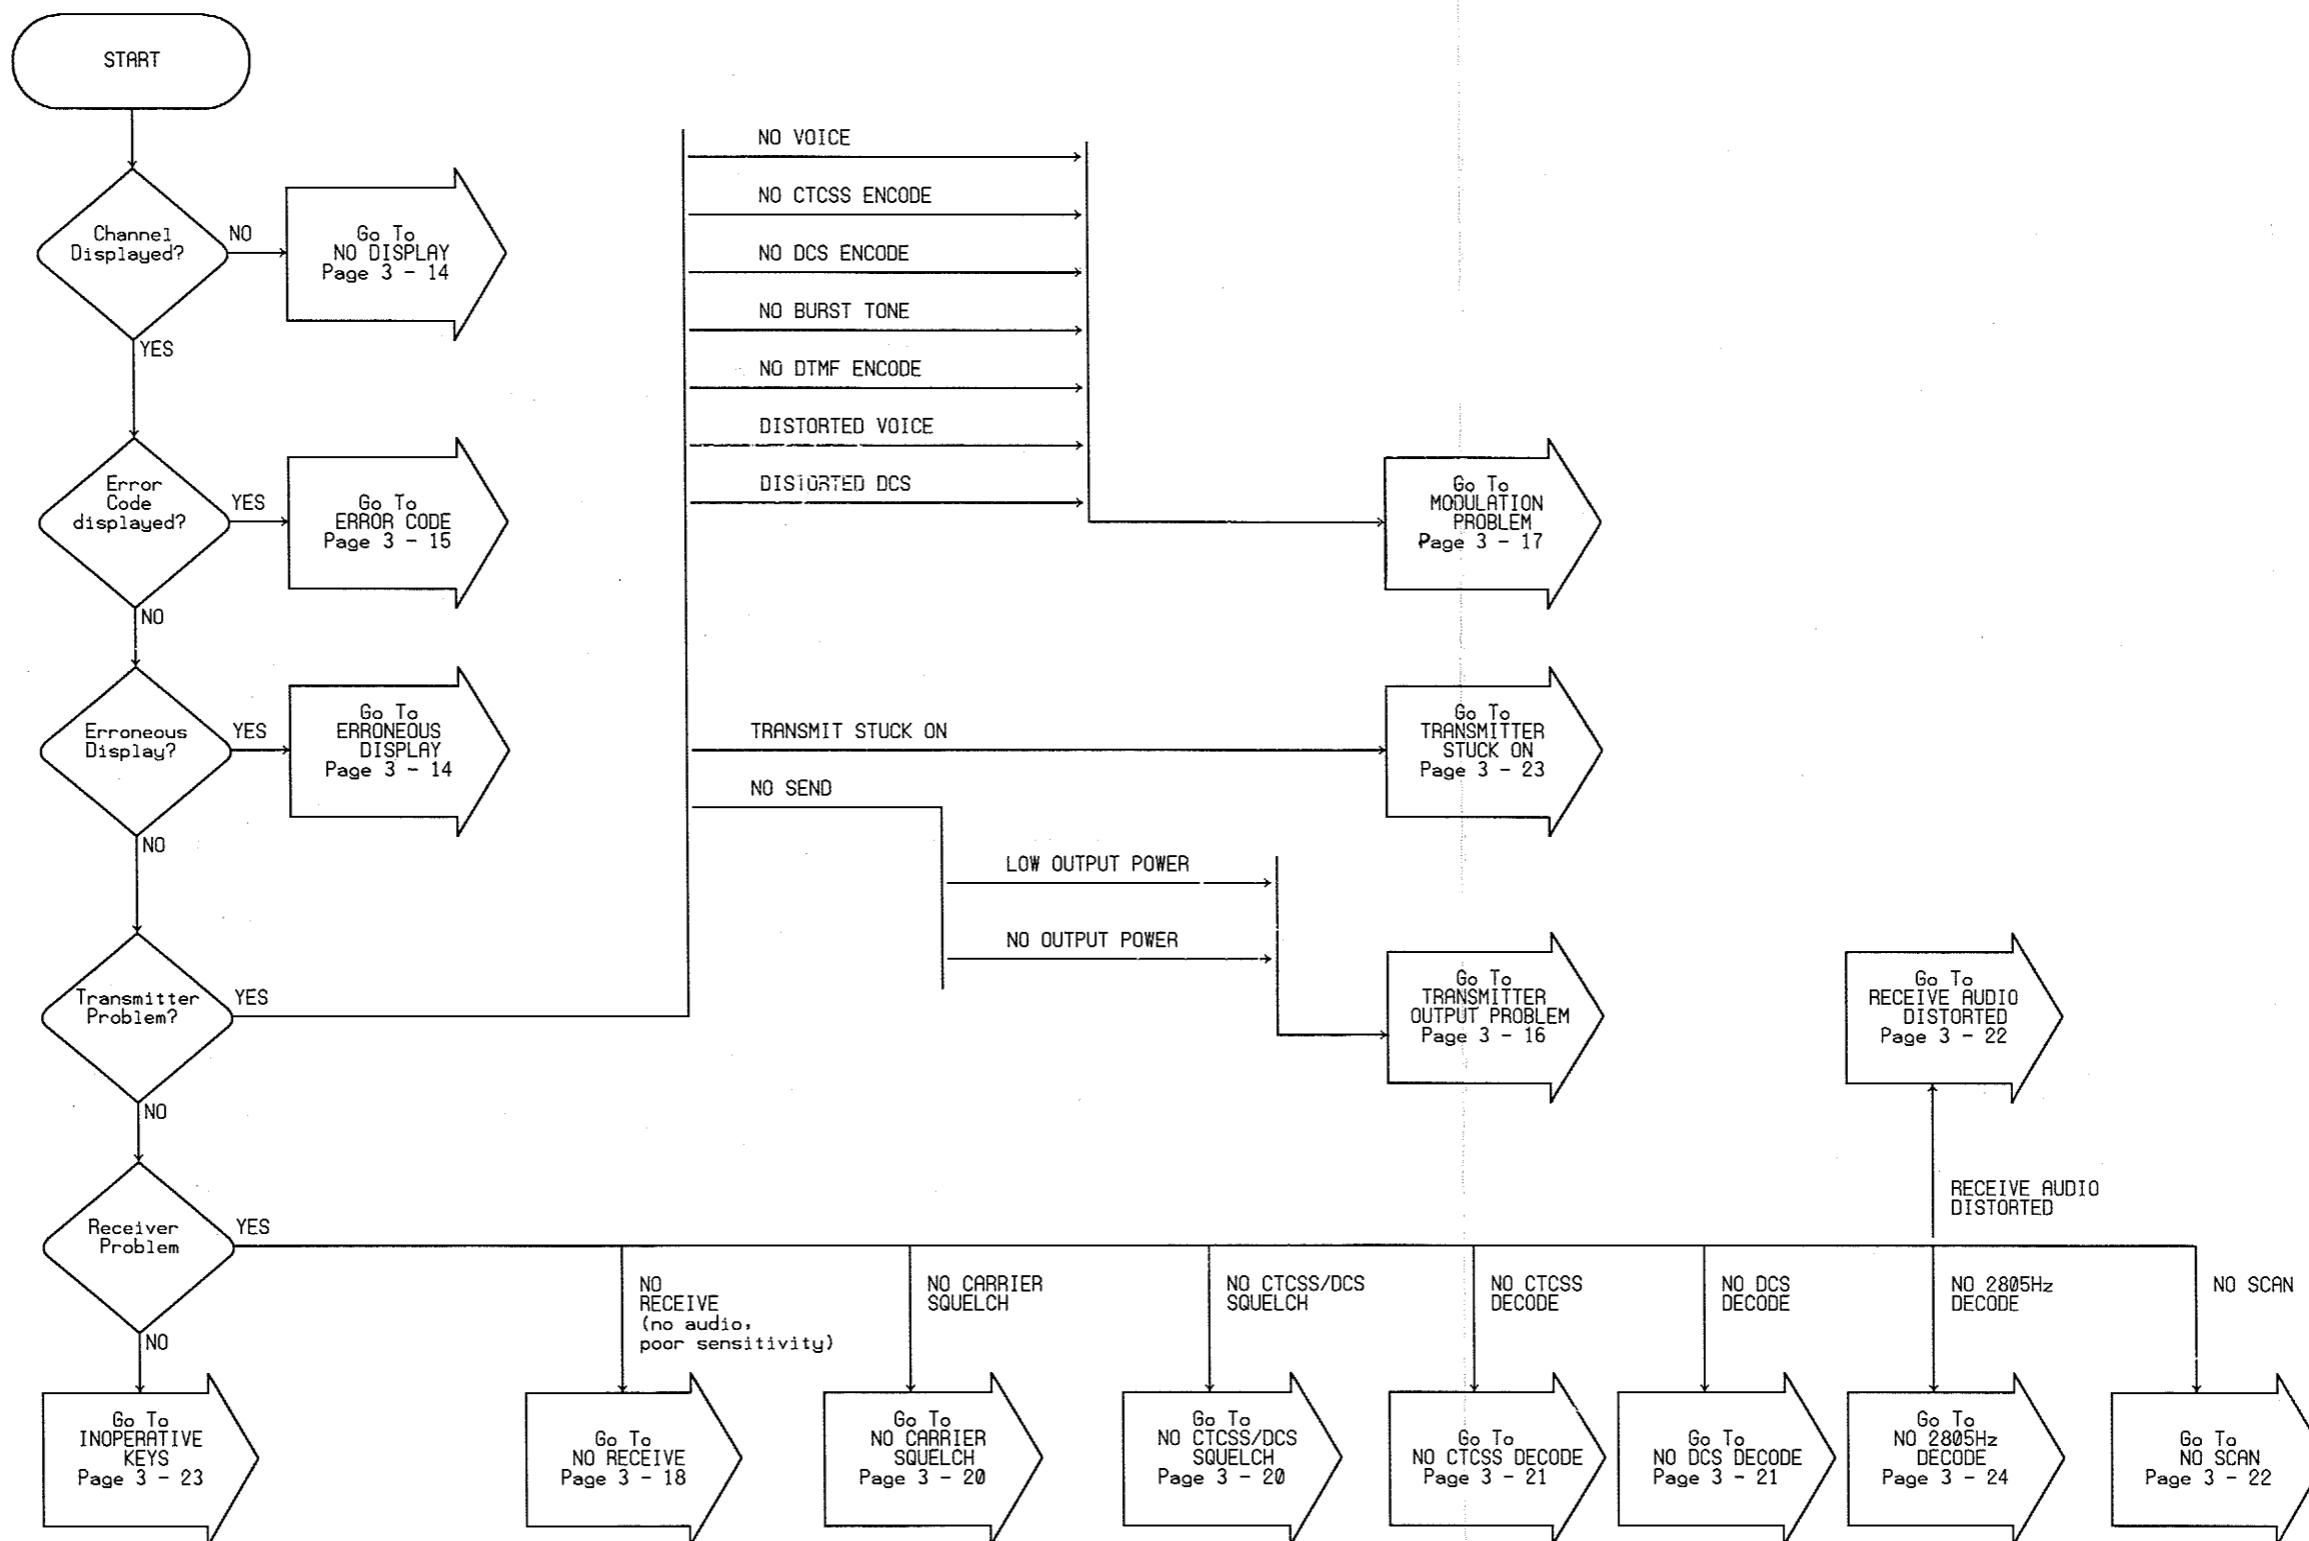 START
Channel
Displayed?
NO
Go To
NO DISPLAY
Page 3 - 14
YES
Error
Code
displayed?
YES
Go To
ERROR CODE
Page 3 - 15
NO
Erroneous
Display?
YES
Go To
ERRONEOUS
DISPLAY
Page 3 - 14
NO
Transmitter
Problem?
YES
NO
NO VOICE
NO CTCSS ENCODE
NO DCS ENCODE
NO BURST TONE
NO DTMF ENCODE
DISTORTED VOICE
DISTORTED DCS
Go To
MODULATION
PROBLEM
Page 3 - 17
TRANSMIT STUCK ON
Go To
TRANSMITTER
STUCK ON
Page 3 - 23
NO SEND
LOW OUTPUT POWER
NO OUTPUT POWER
Go To
TRANSMITTER
OUTPUT PROBLEM
Page 3 - 16
Go To
RECEIVE AUDIO
DISTORTED
Page 3 - 22
RECEIVE AUDIO
DISTORTED
Receiver
Problem
YES
NO
Go To
INOPERATIVE
KEYS
Page 3 - 23
NO
RECEIVE
(no audio,
poor sensitivity)
Go To
NO RECEIVE
Page 3 - 18
NO CARRIER
SQUELCH
Go To
NO CARRIER
SQUELCH
Page 3 - 20
NO CTCSS/DCS
SQUELCH
Go To
NO CTCSS/DCS
SQUELCH
Page 3 - 20
NO CTCSS
DECODE
Go To
NO CTCSS DECODE
Page 3 - 21
NO DCS
DECODE
Go To
NO DCS DECODE
Page 3 - 21
NO 2805Hz
DECODE
Go To
NO 2805Hz
DECODE
Page 3 - 24
NO SCAN
Go To
NO SCAN
Page 3 - 22